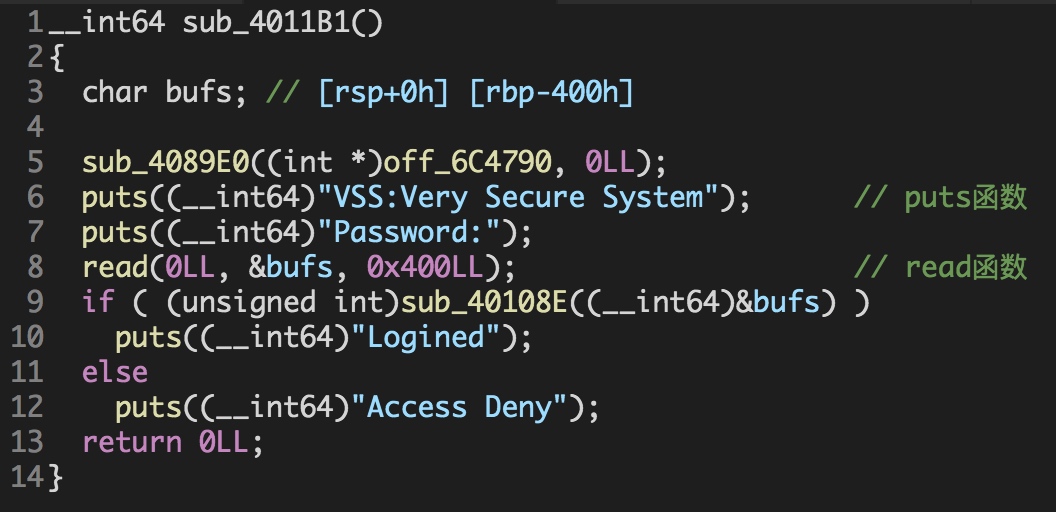 1 __int64 sub_4011B1()
2 {
3   char bufs; // [rsp+0h] [rbp-400h]
4
5   sub_4089E0((int *)off_6C4790, 0LL);
6   puts((__int64)"VSS:Very Secure System");      // puts函数
7   puts((__int64)"Password:");
8   read(0LL, &bufs, 0x400LL);                    // read函数
9   if ( (unsigned int)sub_40108E((__int64)&bufs) )
10     puts((__int64)"Logined");
11   else
12     puts((__int64)"Access Deny");
13   return 0LL;
14 }